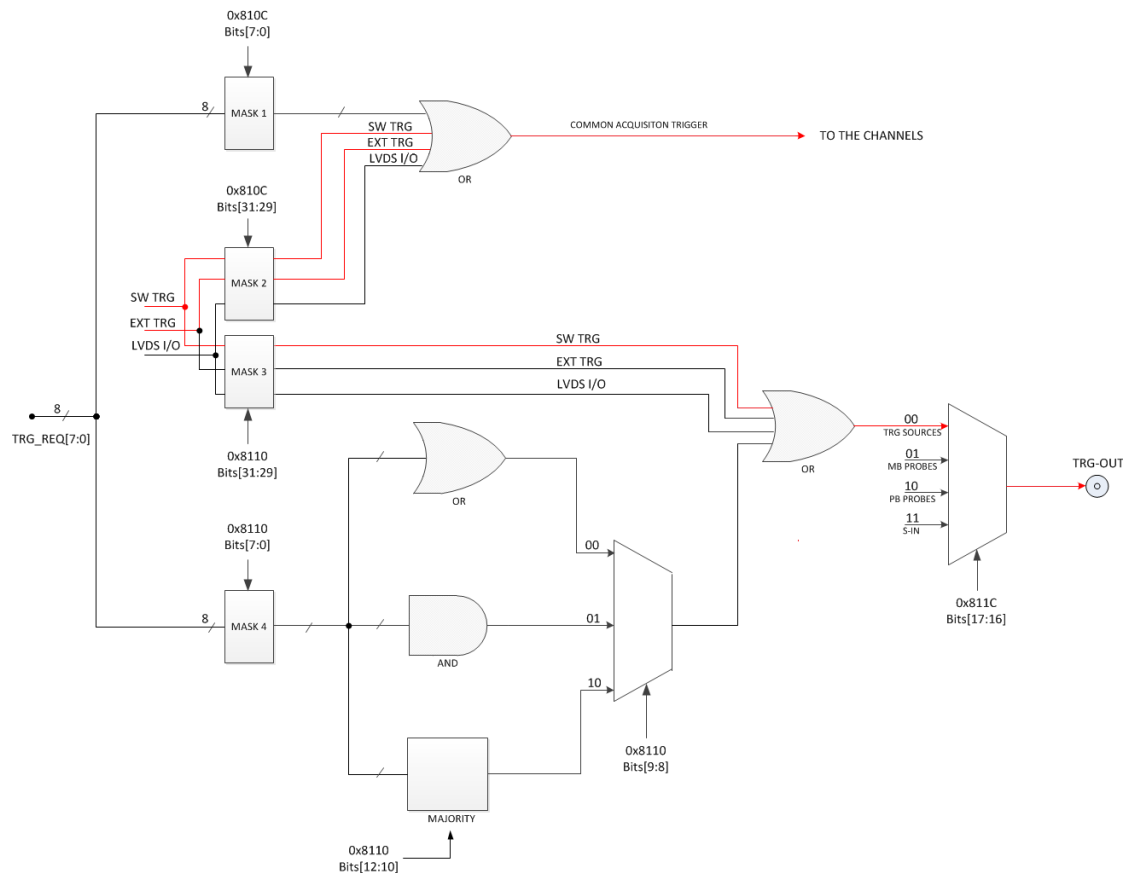 0x810C
Bits[7:0]
8
MASK 1
SW TRG
EXT TRG
LVDS I/O
OR
COMMON ACQUISITON TRIGGER
TO THE CHANNELS
0x810C
Bits[31:29]
MASK 2
SW TRG
EXT TRG
LVDS I/O
MASK 3
SW TRG
EXT TRG
LVDS I/O
0x8110
Bits[31:29]
8
TRG_REQ[7:0]
OR
OR
00
TRG SOURCES
01
MB PROBES
10
PB PROBES
11
S-IN
TRG-OUT
0x811C
Bits[17:16]
0x8110
Bits[7:0]
8
MASK 4
AND
00
01
10
0x8110
Bits[9:8]
MAJORITY
0x8110
Bits[12:10]